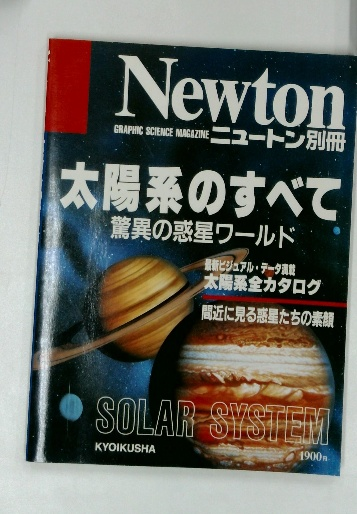 Newton
GRAPHIC SCIENCE MAGAZINE ニュートン別冊
太陽系のすべて
驚異の惑星ワールド
最新ビジュアル・データ満載
太陽系全カタログ
間近に見る惑星たちの素顔
SOLAR SYSTEM
KYOIKUSHA
1900円